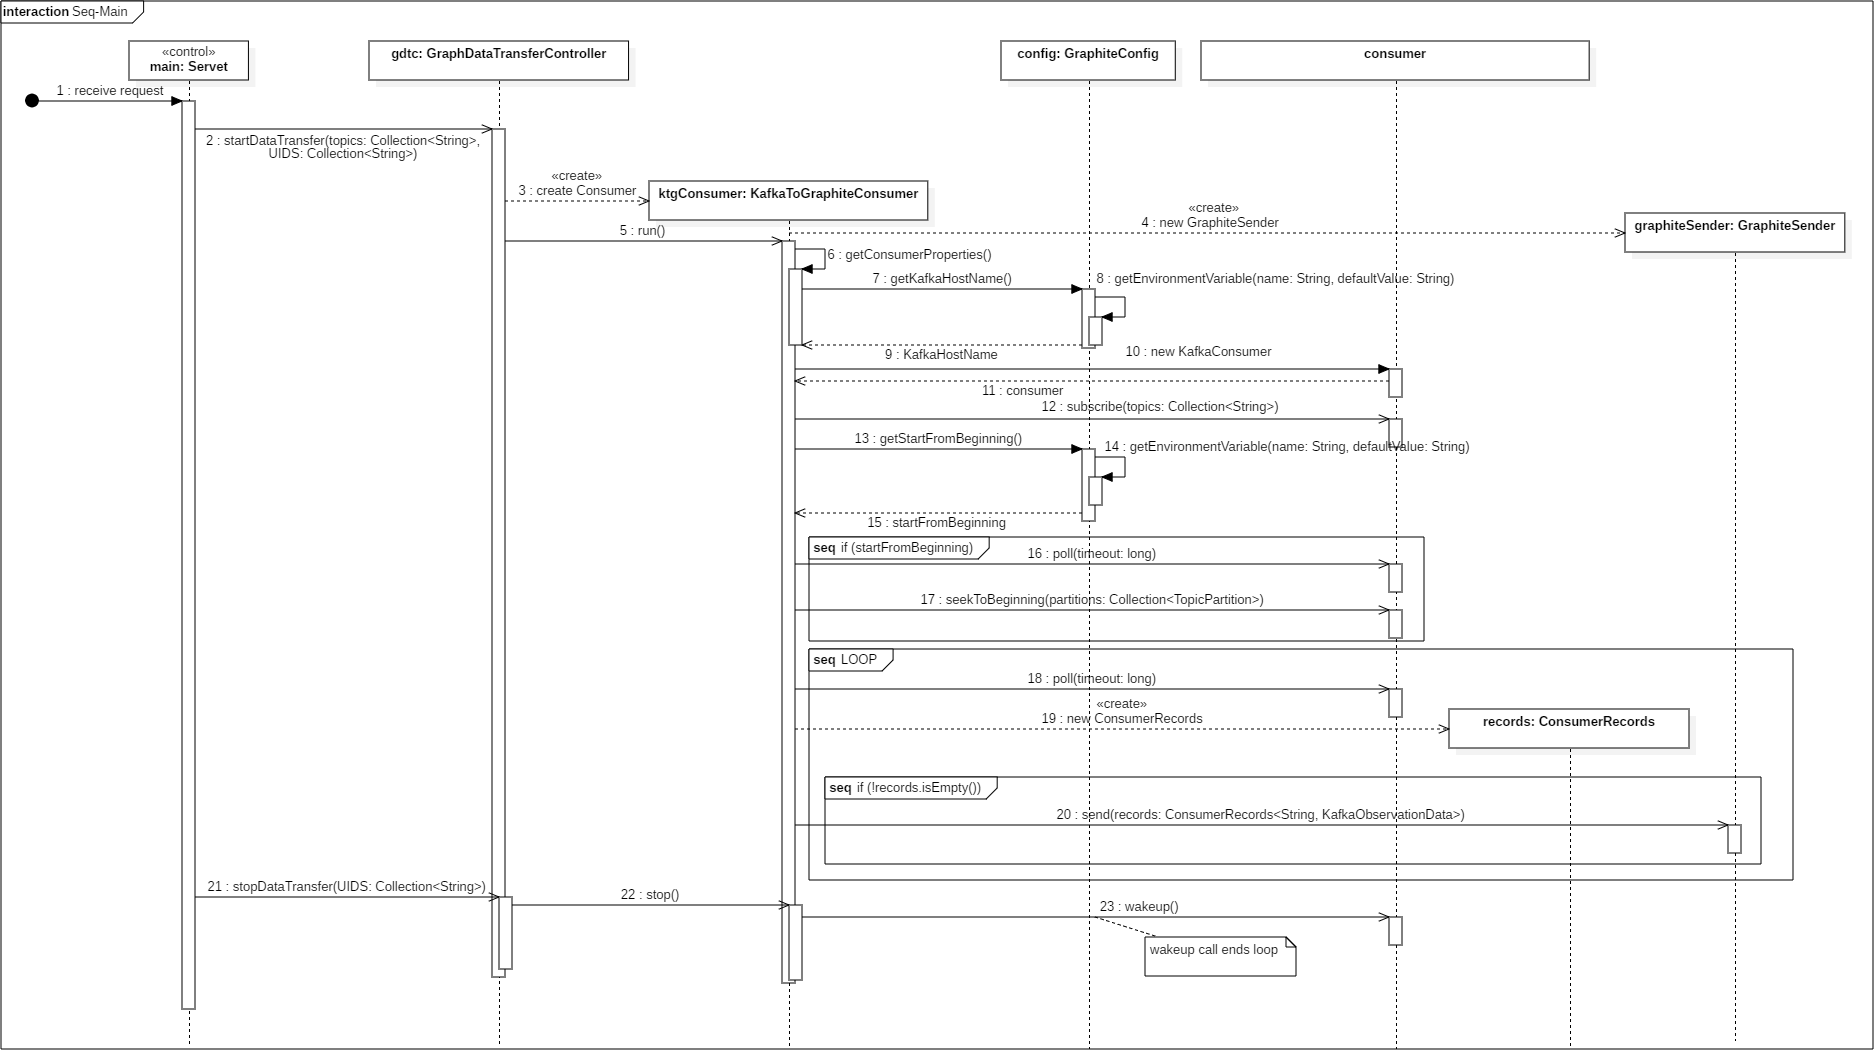 interaction Seq-Main
«control»
main: Servet
gdtc: GraphDataTransferController
config: GraphiteConfig
consumer
1 : receive request
2 : startDataTransfer(topics: Collection<String>,
UIDS: Collection<String>)
«create»
3 : create Consumer
ktgConsumer: KafkaToGraphiteConsumer
«create»
4 : new GraphiteSender
graphiteSender: GraphiteSender
5 : run()
6 : getConsumerProperties()
7 : getKafkaHostName()
8 : getEnvironmentVariable(name: String, defaultValue: String)
9 : KafkaHostName
10 : new KafkaConsumer
11 : consumer
12 : subscribe(topics: Collection<String>)
13 : getStartFromBeginning()
14 : getEnvironmentVariable(name: String, defaultValue: String)
15 : startFromBeginning
seq if (startFromBeginning)
16 : poll(timeout: long)
17 : seekToBeginning(partitions: Collection<TopicPartition>)
seq LOOP
18 : poll(timeout: long)
«create»
19 : new ConsumerRecords
records: ConsumerRecords
seq if (!records.isEmpty())
20 : send(records: ConsumerRecords<String, KafkaObservationData>)
21 : stopDataTransfer(UIDS: Collection<String>)
22 : stop()
23 : wakeup()
wakeup call ends loop